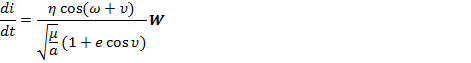 di/dt = η cos(ω + υ) / (√(μ/a) (1 + e cos υ)) W